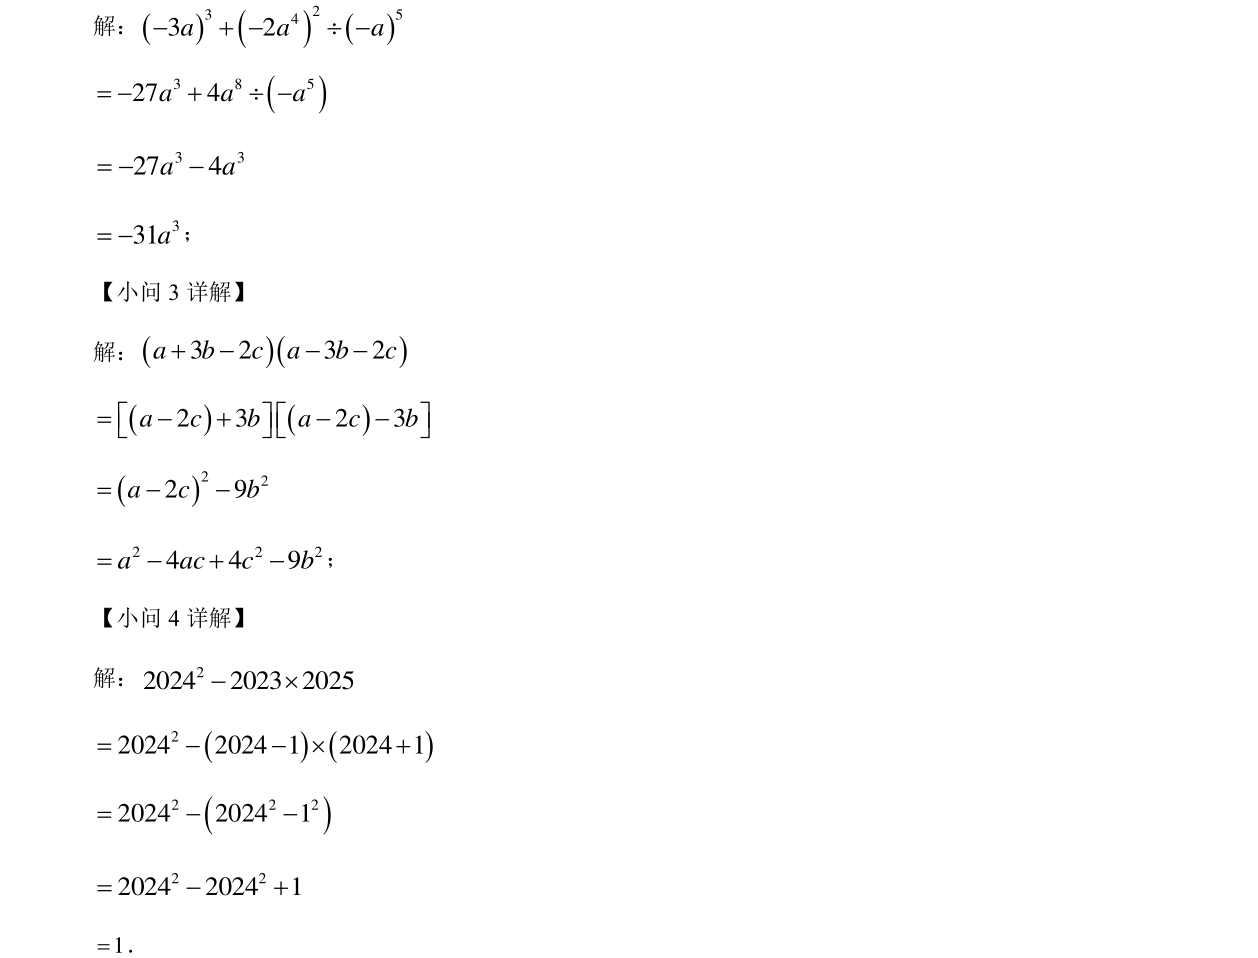 解：(−3a)³+(−2a⁴)²÷(−a)⁵
=−27a³+4a⁸÷(−a⁵)
=−27a³−4a³
=−31a³；
【小问 3 详解】
解：(a+3b−2c)(a−3b−2c)
=[(a−2c)+3b][(a−2c)−3b]
=(a−2c)²−9b²
=a²−4ac+4c²−9b²；
【小问 4 详解】
解：2024²−2023×2025
=2024²−(2024−1)×(2024+1)
=2024²−(2024²−1²)
=2024²−2024²+1
=1．